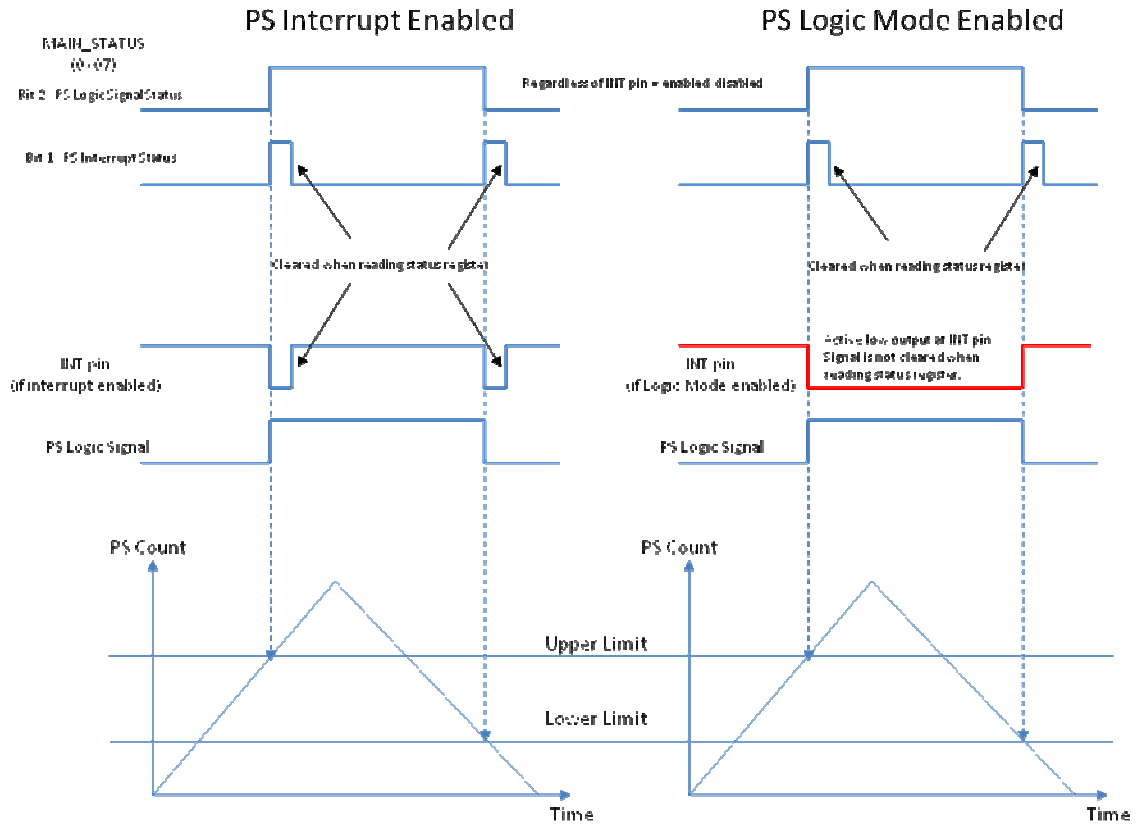 PS Interrupt Enabled
PS Logic Mode Enabled
MAIN_STATUS
Bit 2 PS Logic Signal Status
Regardless of INT pin enabled disabled
Bit 1 PS Interrupt Status
Cleared when reading status register
Cleared when reading status register
INT pin
(if interrupt enabled)
INT pin
(if Logic Mode enabled)
Active low output at INT pin
Signal is not cleared when
reading status register.
PS Logic Signal
PS Logic Signal
PS Count
PS Count
Upper Limit
Lower Limit
Time
Time